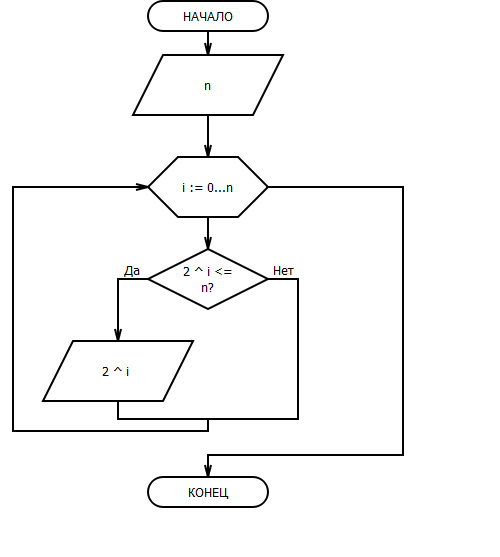 НАЧАЛО
n
i := 0...n
Да
2 ^ i <=
n?
Нет
2 ^ i
КОНЕЦ